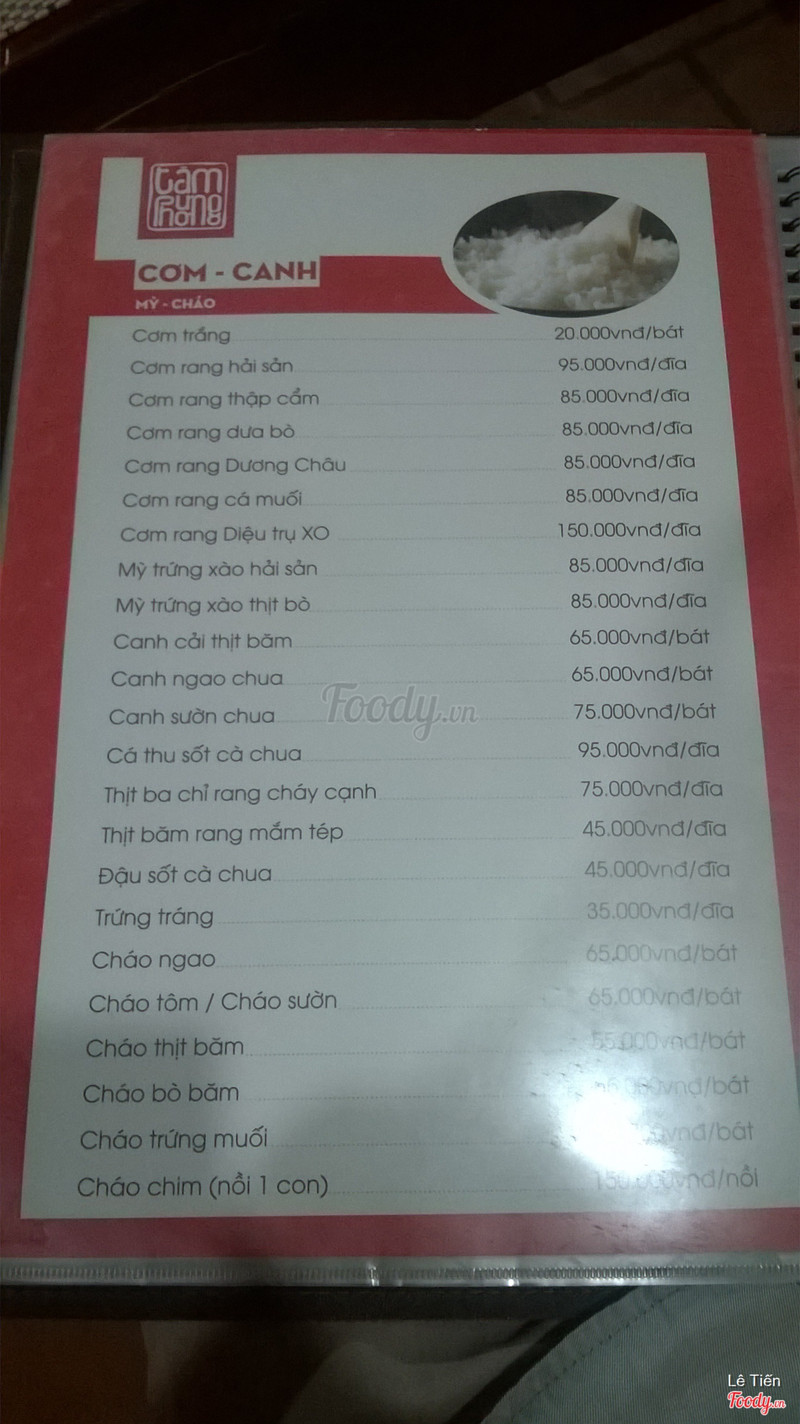 Tâm
Phùng
CƠM - CANH
MỲ - CHÁO
Cơm trắng 20.000vnđ/bát
Cơm rang hải sản 95.000vnđ/đĩa
Cơm rang thập cẩm 85.000vnđ/đĩa
Cơm rang dưa bò 85.000vnđ/đĩa
Cơm rang Dương Châu 85.000vnđ/đĩa
Cơm rang cá muối 85.000vnđ/đĩa
Cơm rang Diệu trụ XO 150.000vnđ/đĩa
Mỳ trứng xào hải sản 85.000vnđ/đĩa
Mỳ trứng xào thịt bò 85.000vnđ/đĩa
Canh cải thịt băm 65.000vnđ/bát
Canh ngao chua 65.000vnđ/bát
Canh sườn chua 75.000vnđ/bát
Foody.vn
Cá thu sốt cà chua 95.000vnđ/đĩa
Thịt ba chỉ rang cháy cạnh 75.000vnđ/đĩa
Thịt băm rang mắm tép 45.000vnđ/đĩa
Đậu sốt cà chua 45.000vnđ/đĩa
Trứng tráng 35.000vnđ/đĩa
Cháo ngao 65.000vnđ/bát
Cháo tôm / Cháo sườn 65.000vnđ/bát
Cháo thịt băm 55.000vnđ/bát
Cháo bò băm
Cháo trứng muối
Cháo chim (nồi 1 con) 150.000vnđ/nồi
Lê Tiến
Foody.vn